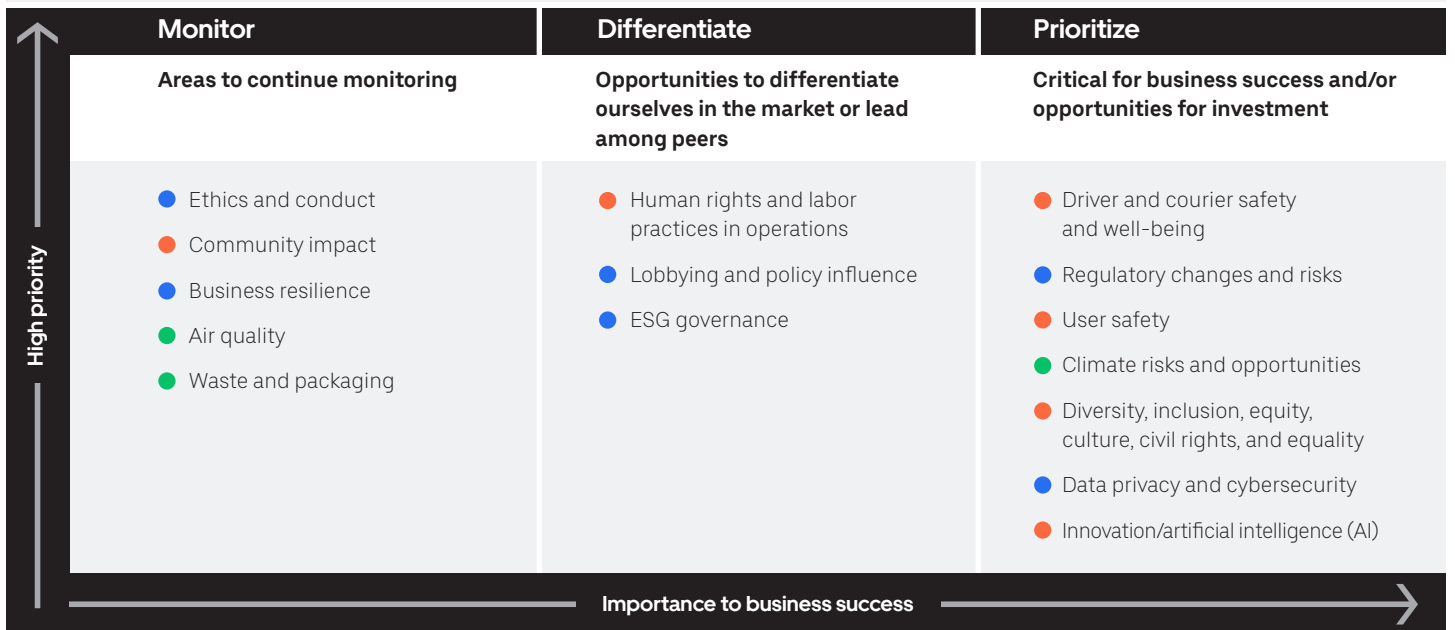 Monitor
Differentiate
Prioritize
Areas to continue monitoring
Opportunities to differentiate
ourselves in the market or lead
among peers
Critical for business success and/or
opportunities for investment
High priority
Ethics and conduct
Community impact
Business resilience
Air quality
Waste and packaging
Human rights and labor
practices in operations
Lobbying and policy influence
ESG governance
Driver and courier safety
and well-being
Regulatory changes and risks
User safety
Climate risks and opportunities
Diversity, inclusion, equity,
culture, civil rights, and equality
Data privacy and cybersecurity
Innovation/artificial intelligence (AI)
Importance to business success